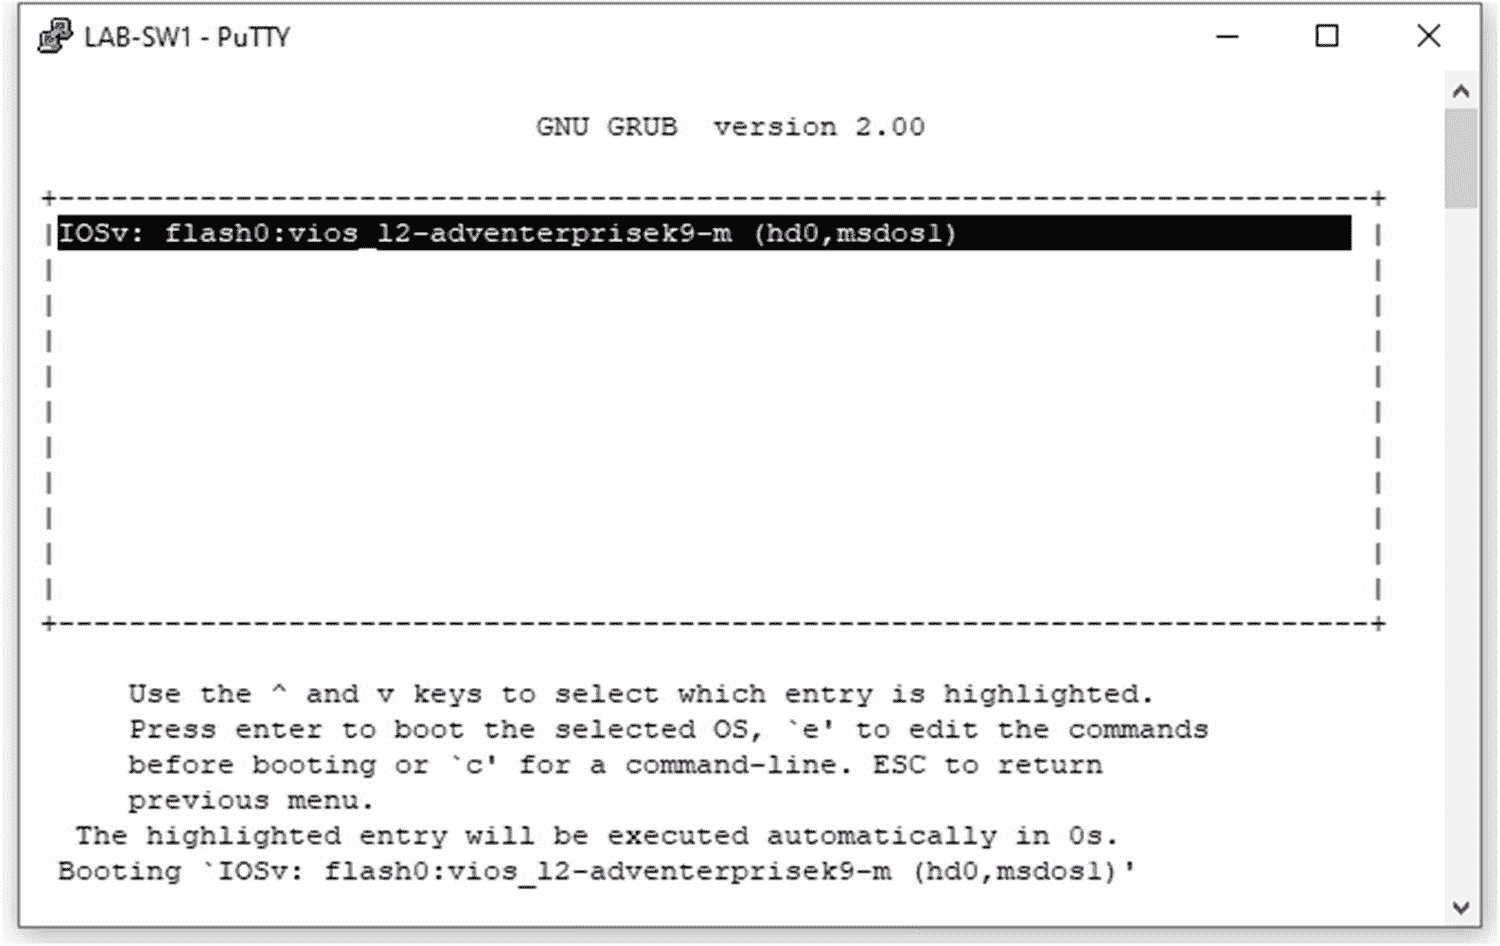 LAB-SW1 - PuTTY
GNU GRUB  version 2.00
+---------------------------------------------------------------------------+
|IOSv: flash0:vios_l2-adventerprisek9-m (hd0,msdos1) |
Use the ^ and v keys to select which entry is highlighted.
Press enter to boot the selected OS, `e' to edit the commands
before booting or `c' for a command-line. ESC to return
previous menu.
The highlighted entry will be executed automatically in 0s.
Booting `IOSv: flash0:vios_l2-adventerprisek9-m (hd0,msdos1)'